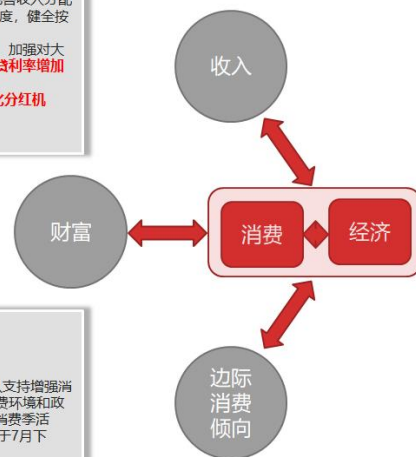 度，健全按
加强对大
贷利率增加
分红机
收入
财富
消费
经济
支持增强消
费环境和政
消费季活
于7月下
边际
消费
倾向